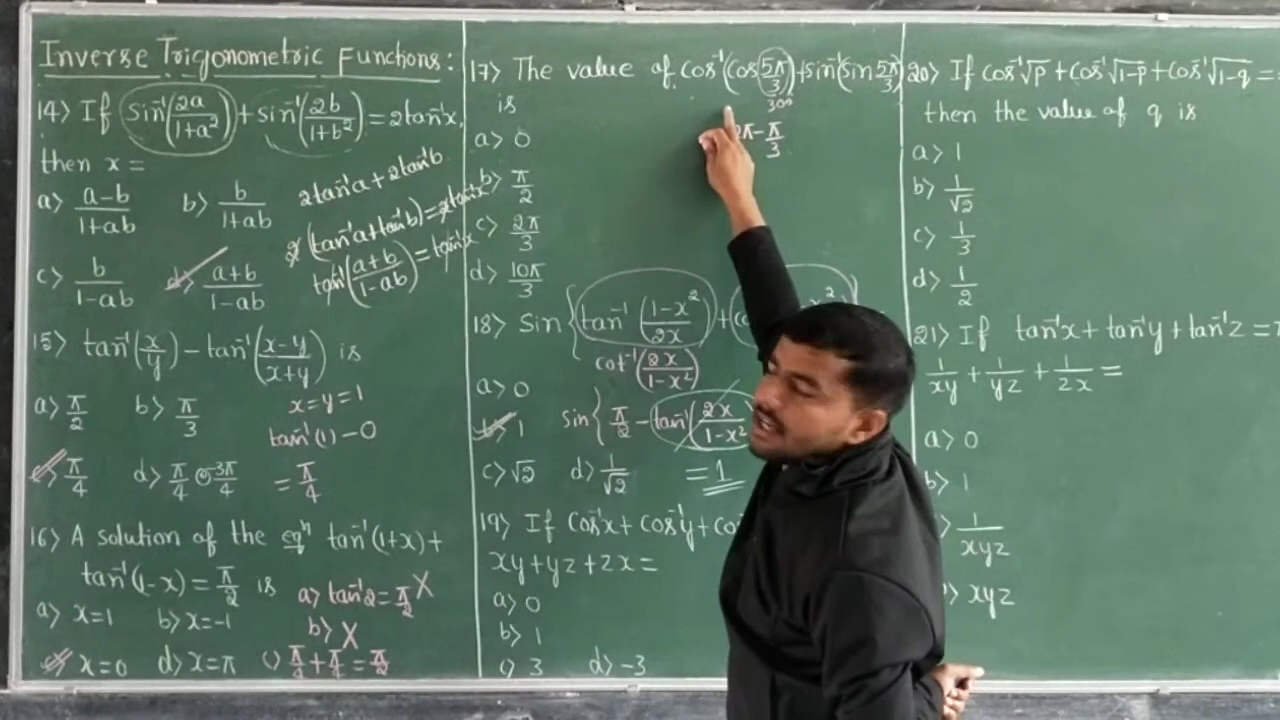 Inverse Trigonometric Functions:
14> If sin⁻¹(2a/1+a²) + sin⁻¹(2b/1+b²) = 2tan⁻¹x,
then x =
a> a-b/1+ab b> b/1+ab
c> b/1-ab d> a+b/1-ab
2tan⁻¹a + 2tan⁻¹b
2(tan⁻¹a + tan⁻¹b) = 2tan⁻¹x
tan⁻¹(a+b/1-ab) = tan⁻¹x
15> tan⁻¹(x/y) - tan⁻¹(x-y/x+y) is
a> π/2 b> π/3
c> π/4 d> π/4 or -3π/4
x=y=1
tan⁻¹(1) - 0
= π/4
16> A solution of the eqⁿ tan⁻¹(1+x) +
tan⁻¹(1-x) = π/2 is
a> x=1 b> x=-1
c> x=0 d> x=π
a> tan⁻¹2 = π/2 X
b> X
c) π/4 + π/4 = π/2
17> The value of cos⁻¹(cos 5π/3) + sin⁻¹(sin 5π/3)
is
300
2π - π/3
a> 0
b> π/2
c> 2π/3
d> 10π/3
18> Sin{tan⁻¹(1-x²/2x) +
cot⁻¹(2x/1-x²)
a> 0
b> 1
c> √2 d> 1/√2
sin{π/2 - tan⁻¹(2x/1-x²)
= 1
19> If Cos⁻¹x + cos⁻¹y +
xy + yz + zx =
a> 0
b> 1
c) 3 d> -3
20> If cos⁻¹√p + cos⁻¹√1-p + cos⁻¹√1-q =
then the value of q is
a> 1
b> 1/√2
c> 1/3
d> 1/2
21> If tan⁻¹x + tan⁻¹y + tan⁻¹z =
1/xy + 1/yz + 1/zx =
a> 0
b> 1
> 1/xyz
> xyz